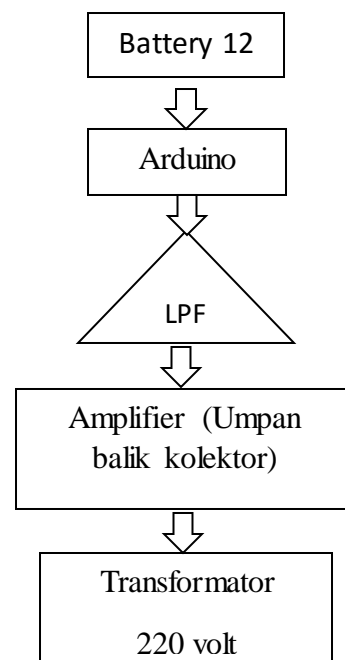 Battery 12
Arduino
LPF
Amplifier (Umpan
balik kolektor)
Transformator
220 volt